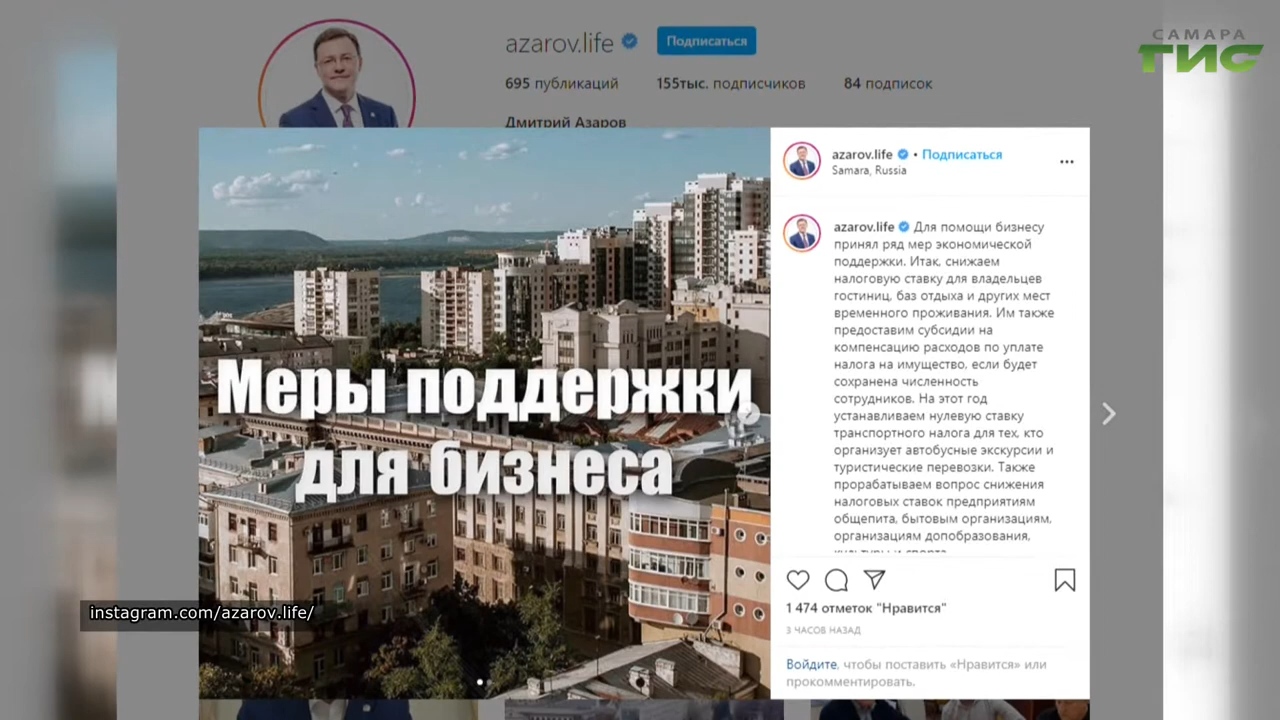 САМАРА
ГИС
azarov.life
Подписаться
695 публикаций
155тыс. подписчиков
84 подписок
Дмитрий Азаров
Меры поддержки
для бизнеса
azarov.life • Подписаться
Samara, Russia
azarov.life Для помощи бизнесу
принял ряд мер экономической
поддержки. Итак, снижаем
налоговую ставку для владельцев
гостиниц, баз отдыха и других мест
временного проживания. Им также
предоставим субсидии на
компенсацию расходов по уплате
налога на имущество, если будет
сохранена численность
сотрудников. На этот год
устанавливаем нулевую ставку
транспортного налога для тех, кто
организует автобусные экскурсии и
туристические перевозки. Также
прорабатываем вопрос снижения
налоговых ставок предприятиям
общепита, бытовым организациям,
организациям допобразования,
культуры и спорта
1 474 отметок "Нравится"
3 ЧАСОВ НАЗАД
Войдите, чтобы поставить «Нравится» или
прокомментировать.
instagram.com/azarov.life/